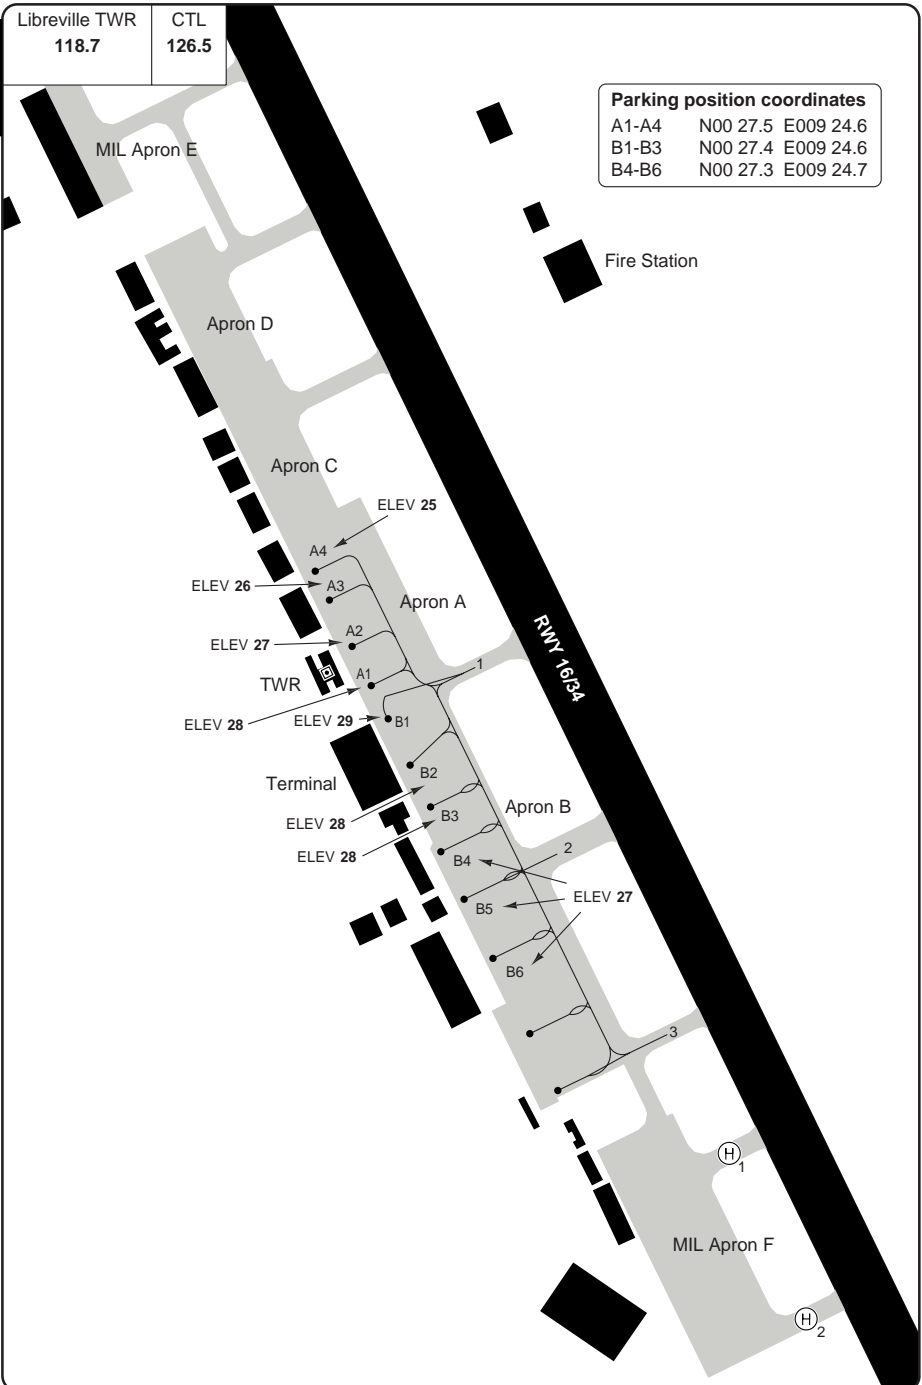 Libreville TWR
118.7
CTL
126.5
Parking position coordinates
A1-A4 N00 27.5 E009 24.6
B1-B3 N00 27.4 E009 24.6
B4-B6 N00 27.3 E009 24.7
MIL Apron E
Fire Station
Apron D
Apron C
ELEV 25
A4
ELEV 26
A3
Apron A
A2
ELEV 27
RWY 16/34
1
A1
TWR
ELEV 28
ELEV 29
B1
B2
Terminal
Apron B
B3
ELEV 28
2
ELEV 28
B4
ELEV 27
B5
B6
3
H
1
MIL Apron F
H
2